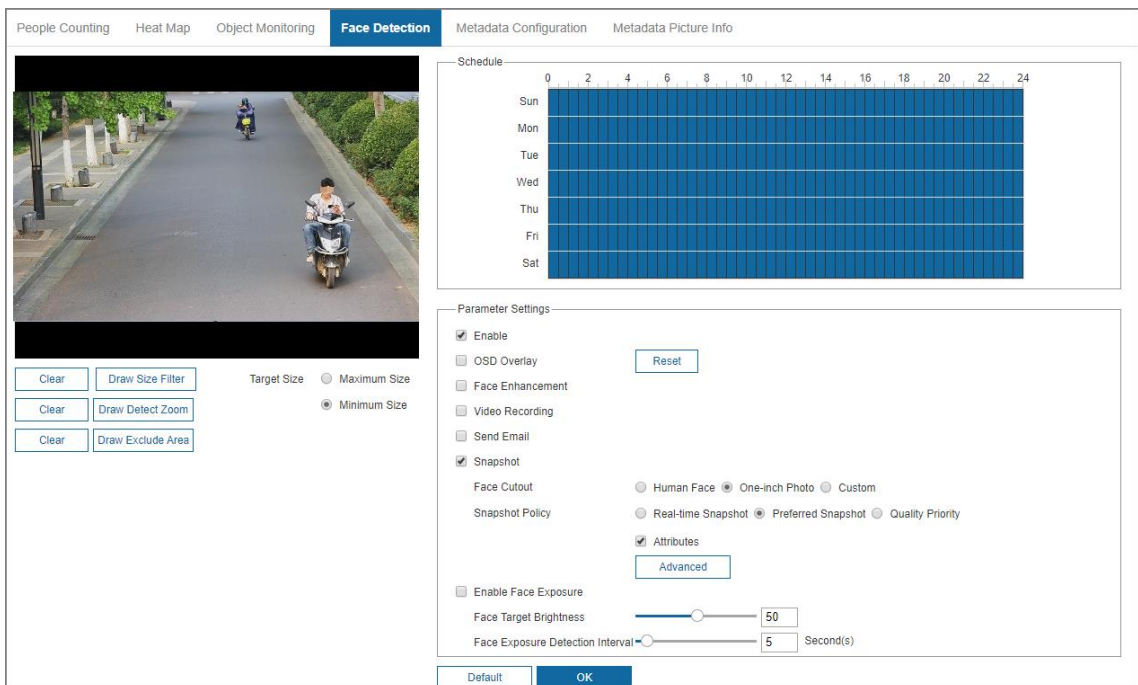 People Counting Heat Map Object Monitoring Face Detection Metadata Configuration Metadata Picture Info
Schedule
0 2 4 6 8 10 12 14 16 18 20 22 24
Sun
Mon
Tue
Wed
Thu
Fri
Sat
Clear Draw Size Filter Target Size Maximum Size
Clear Draw Detect Zoom Minimum Size
Clear Draw Exclude Area
Parameter Settings
Enable
OSD Overlay Reset
Face Enhancement
Video Recording
Send Email
Snapshot
Face Cutout Human Face One-inch Photo Custom
Snapshot Policy Real-time Snapshot Preferred Snapshot Quality Priority
Attributes
Advanced
Enable Face Exposure
Face Target Brightness 50
Face Exposure Detection Interval 5 Second(s)
Default OK